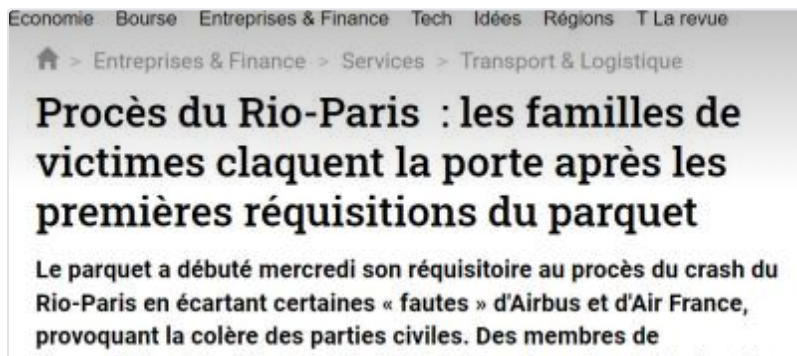 Economie Bourse Entreprises & Finance Tech Idées Régions T La revue
> Entreprises & Finance > Services > Transport & Logistique
Procès du Rio-Paris : les familles de
victimes claquent la porte après les
premières réquisitions du parquet
Le parquet a débuté mercredi son réquisitoire au procès du crash du
Rio-Paris en écartant certaines « fautes » d'Airbus et d'Air France,
provoquant la colère des parties civiles. Des membres de